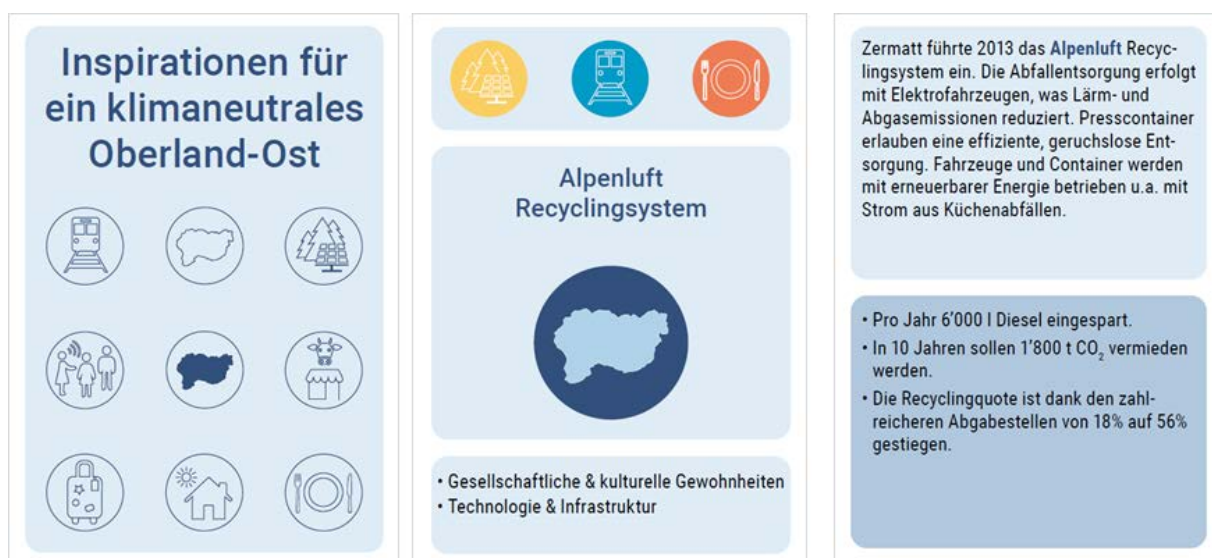 Inspirationen für
ein klimaneutrales
Oberland-Ost
Alpenluft
Recyclingsystem
• Gesellschaftliche & kulturelle Gewohnheiten
• Technologie & Infrastruktur
Zermatt führte 2013 das Alpenluft Recyc-
lingsystem ein. Die Abfallentsorgung erfolgt
mit Elektrofahrzeugen, was Lärm- und
Abgasemissionen reduziert. Presscontainer
erlauben eine effiziente, geruchslose Ent-
sorgung. Fahrzeuge und Container werden
mit erneuerbarer Energie betrieben u.a. mit
Strom aus Küchenabfällen.
• Pro Jahr 6’000 l Diesel eingespart.
• In 10 Jahren sollen 1’800 t CO₂ vermieden
werden.
• Die Recyclingquote ist dank den zahl-
reicheren Abgabestellen von 18% auf 56%
gestiegen.